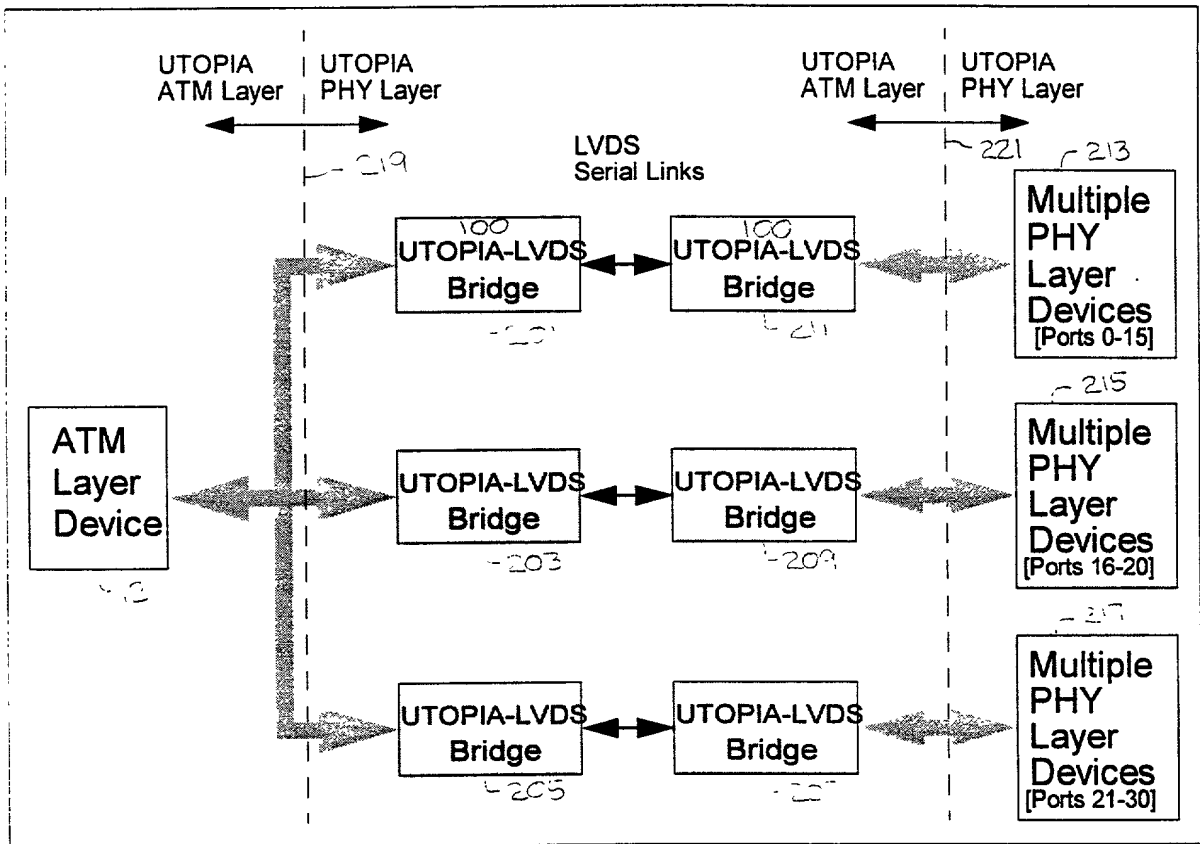 UTOPIA
ATM Layer
UTOPIA
PHY Layer
UTOPIA
ATM Layer
UTOPIA
PHY Layer
219
LVDS
Serial Links
221
213
100
UTOPIA-LVDS
Bridge
100
UTOPIA-LVDS
Bridge
211
Multiple
PHY
Layer
Devices
[Ports 0-15]
215
ATM
Layer
Device
UTOPIA-LVDS
Bridge
203
UTOPIA-LVDS
Bridge
209
Multiple
PHY
Layer
Devices
[Ports 16-20]
217
UTOPIA-LVDS
Bridge
205
UTOPIA-LVDS
Bridge
Multiple
PHY
Layer
Devices
[Ports 21-30]